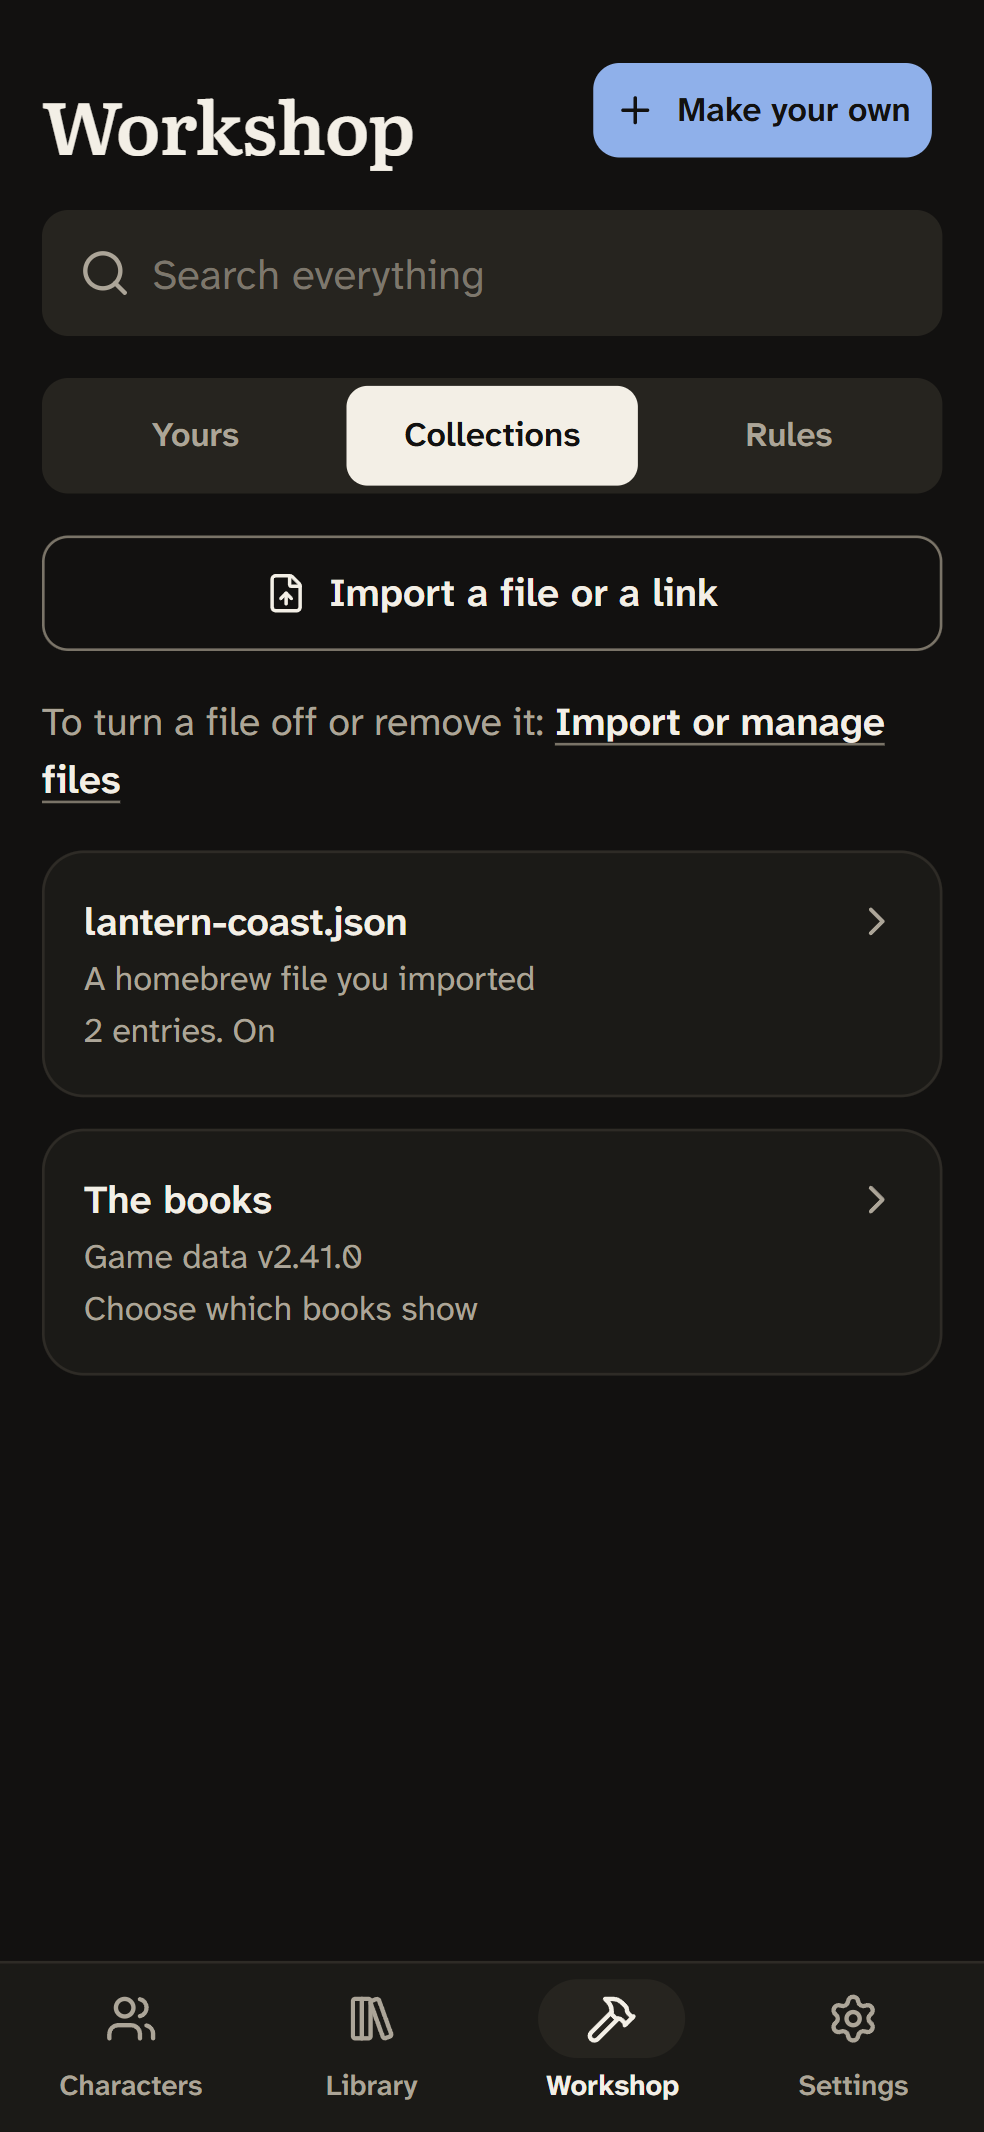 Workshop
Make your own
Search everything
Yours
Collections
Rules
Import a file or a link
To turn a file off or remove it: Import or manage
files
lantern-coast.json
A homebrew file you imported
2 entries. On
The books
Game data v2.41.0
Choose which books show
Characters
Library
Workshop
Settings